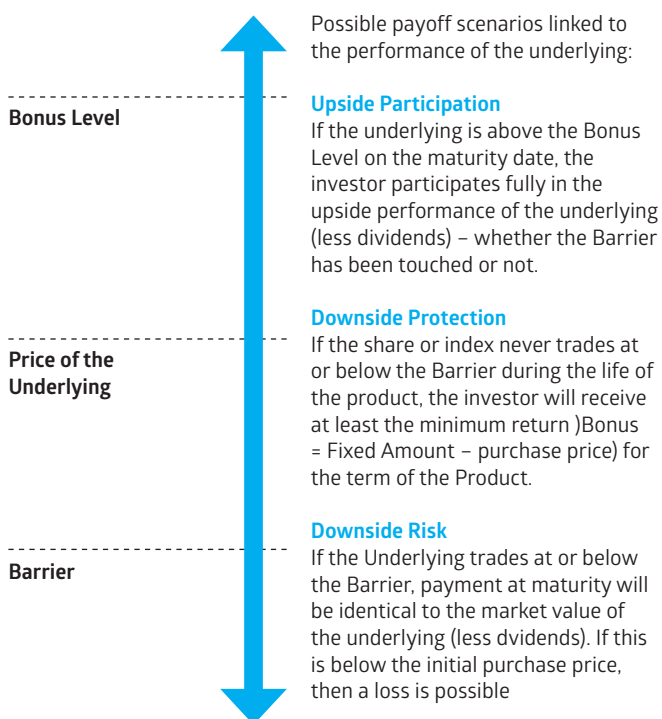 Possible payoff scenarios linked to
the performance of the underlying:
Bonus Level
Upside Participation
If the underlying is above the Bonus
Level on the maturity date, the
investor participates fully in the
upside performance of the underlying
(less dividends) – whether the Barrier
has been touched or not.
Price of the
Underlying
Downside Protection
If the share or index never trades at
or below the Barrier during the life of
the product, the investor will receive
at least the minimum return )Bonus
= Fixed Amount – purchase price) for
the term of the Product.
Barrier
Downside Risk
If the Underlying trades at or below
the Barrier, payment at maturity will
be identical to the market value of
the underlying (less dvidends). If this
is below the initial purchase price,
then a loss is possible